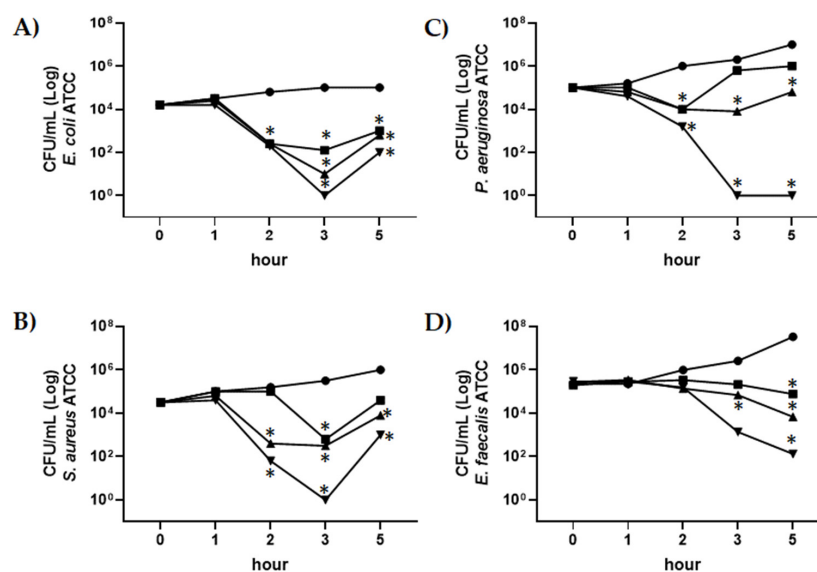 A)
CFU/mL (Log)
E. coli ATCC
10⁸
10⁶
10⁴
10²
10⁰
* * *
* *
* *
0 1 2 3 5
hour
C)
CFU/mL (Log)
P. aeruginosa ATCC
10⁸
10⁶
10⁴
10²
10⁰
* * *
*
* *
0 1 2 3 5
hour
B)
CFU/mL (Log)
S. aureus ATCC
10⁸
10⁶
10⁴
10²
10⁰
* * *
* * *
*
0 1 2 3 5
hour
D)
CFU/mL (Log)
E. faecalis ATCC
10⁸
10⁶
10⁴
10²
10⁰
*
* *
*
0 1 2 3 5
hour